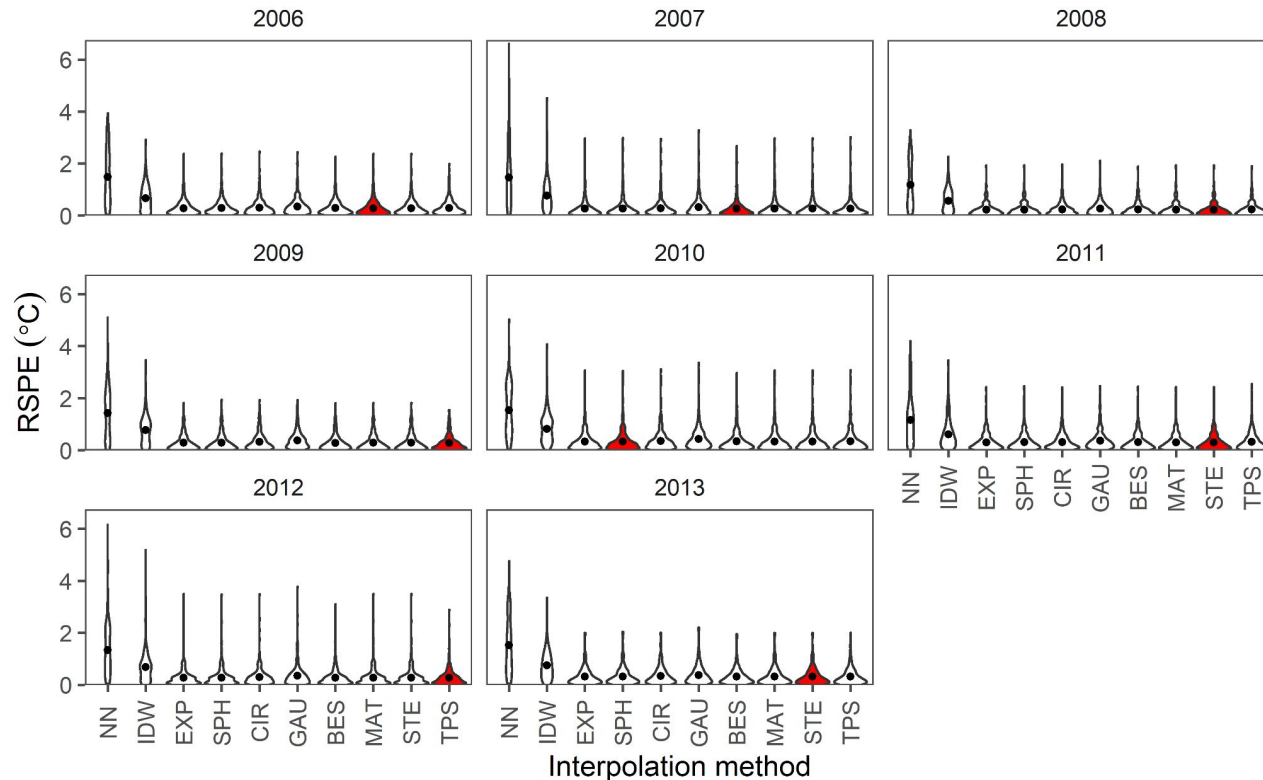 2006 2007 2008
6
4
2
0
2009 2010 2011
6
4
2
0
NN IDW EXP SPH CIR GAU BES MAT STE TPS
2012 2013
6
4
2
0
NN IDW EXP SPH CIR GAU BES MAT STE TPS NN IDW EXP SPH CIR GAU BES MAT STE TPS
RSPE (°C)
Interpolation method